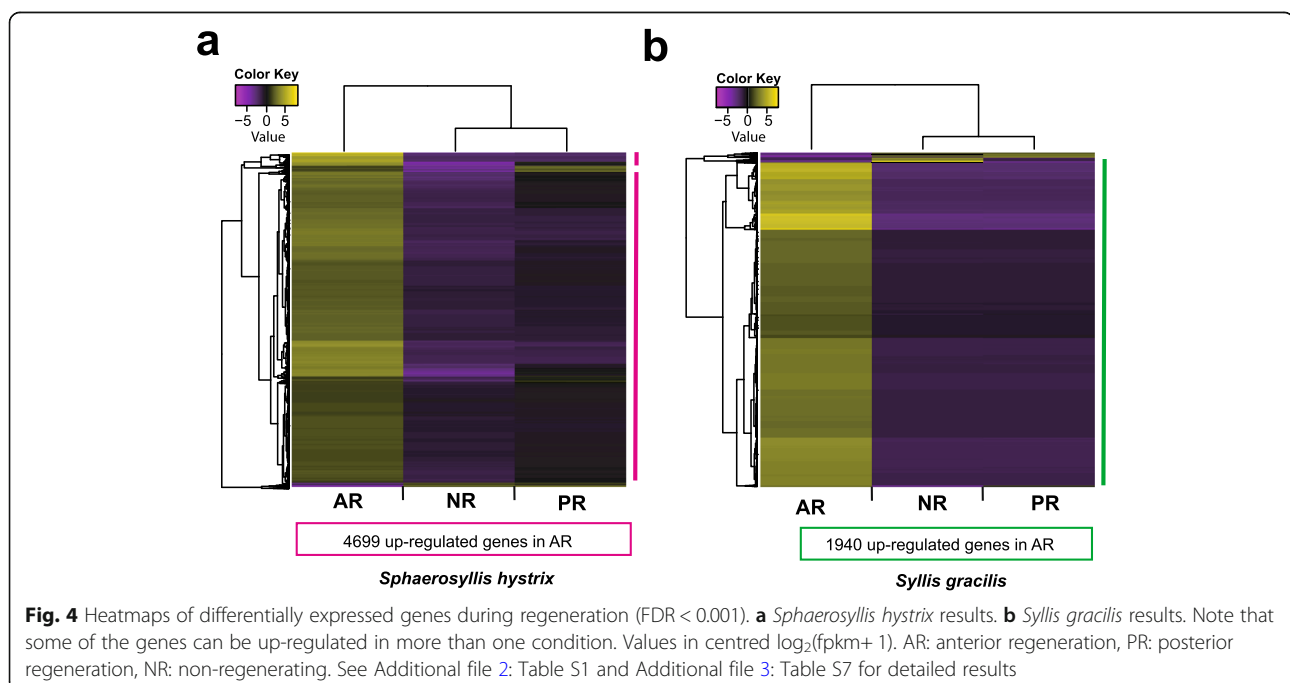 a
Color Key
−5 0 5
Value
AR NR PR
4699 up-regulated genes in AR
Sphaerosyllis hystrix
b
Color Key
−5 0 5
Value
AR NR PR
1940 up-regulated genes in AR
Syllis gracilis
Fig. 4 Heatmaps of differentially expressed genes during regeneration (FDR < 0.001). a Sphaerosyllis hystrix results. b Syllis gracilis results. Note that
some of the genes can be up-regulated in more than one condition. Values in centred log₂(fpkm+ 1). AR: anterior regeneration, PR: posterior
regeneration, NR: non-regenerating. See Additional file 2: Table S1 and Additional file 3: Table S7 for detailed results